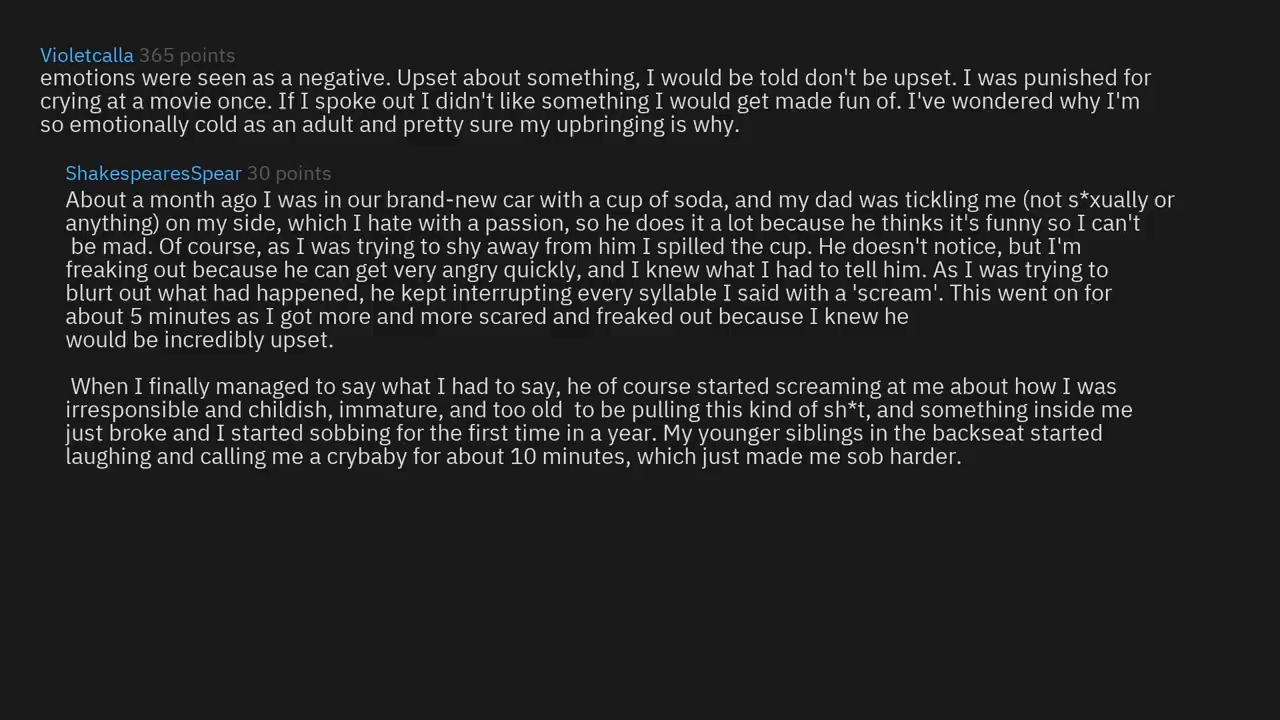 Violetcalla 365 points
emotions were seen as a negative. Upset about something, I would be told don't be upset. I was punished for
crying at a movie once. If I spoke out I didn't like something I would get made fun of. I've wondered why I'm
so emotionally cold as an adult and pretty sure my upbringing is why.
ShakespearesSpear 30 points
About a month ago I was in our brand-new car with a cup of soda, and my dad was tickling me (not s*xually or
anything) on my side, which I hate with a passion, so he does it a lot because he thinks it's funny so I can't
be mad. Of course, as I was trying to shy away from him I spilled the cup. He doesn't notice, but I'm
freaking out because he can get very angry quickly, and I knew what I had to tell him. As I was trying to
blurt out what had happened, he kept interrupting every syllable I said with a 'scream'. This went on for
about 5 minutes as I got more and more scared and freaked out because I knew he
would be incredibly upset.
When I finally managed to say what I had to say, he of course started screaming at me about how I was
irresponsible and childish, immature, and too old  to be pulling this kind of sh*t, and something inside me
just broke and I started sobbing for the first time in a year. My younger siblings in the backseat started
laughing and calling me a crybaby for about 10 minutes, which just made me sob harder.